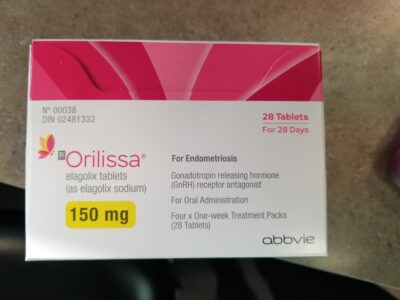 N° 00038
DIN 02481332
28 Tablets
For 28 Days
R Orilissa®
elagolix tablets
(as elagolix sodium)
150 mg
For Endometriosis
Gonadotropin releasing hormone
(GnRH) receptor antagonist
For Oral Administration
Four x One-week Treatment Packs
(28 Tablets)
abbvie